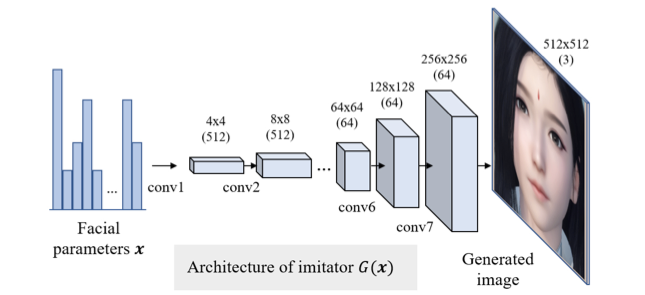 512x512
(3)
256x256
(64)
128x128
(64)
64x64
(64)
8x8
(512)
4x4
(512)
...
...
conv1
conv2
conv6
conv7
Facial
parameters x
Architecture of imitator G(x)
Generated
image